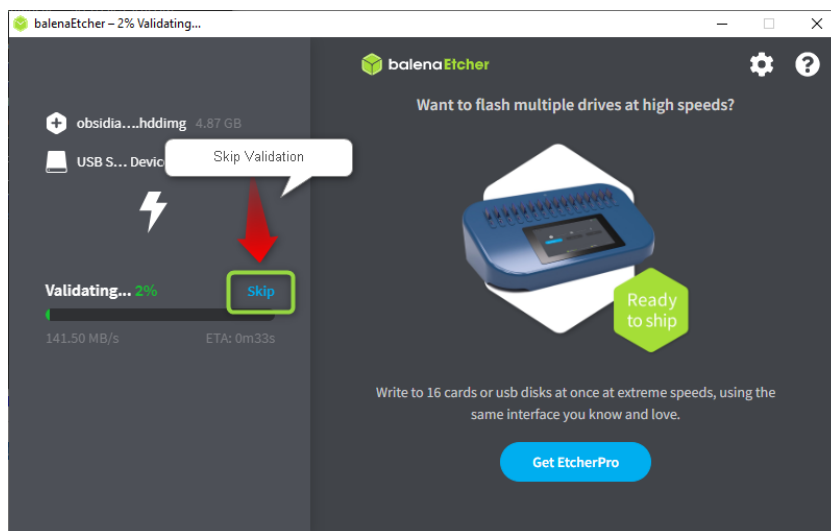 balenaEtcher – 2% Validating...
balenaEtcher
Want to flash multiple drives at high speeds?
obsidia....hddimg 4.87 GB
USB S... Devic
Skip Validation
Validating... 2%
Skip
141.50 MB/s
ETA: 0m33s
Ready
to ship
Write to 16 cards or usb disks at once at extreme speeds, using the
same interface you know and love.
Get EtcherPro